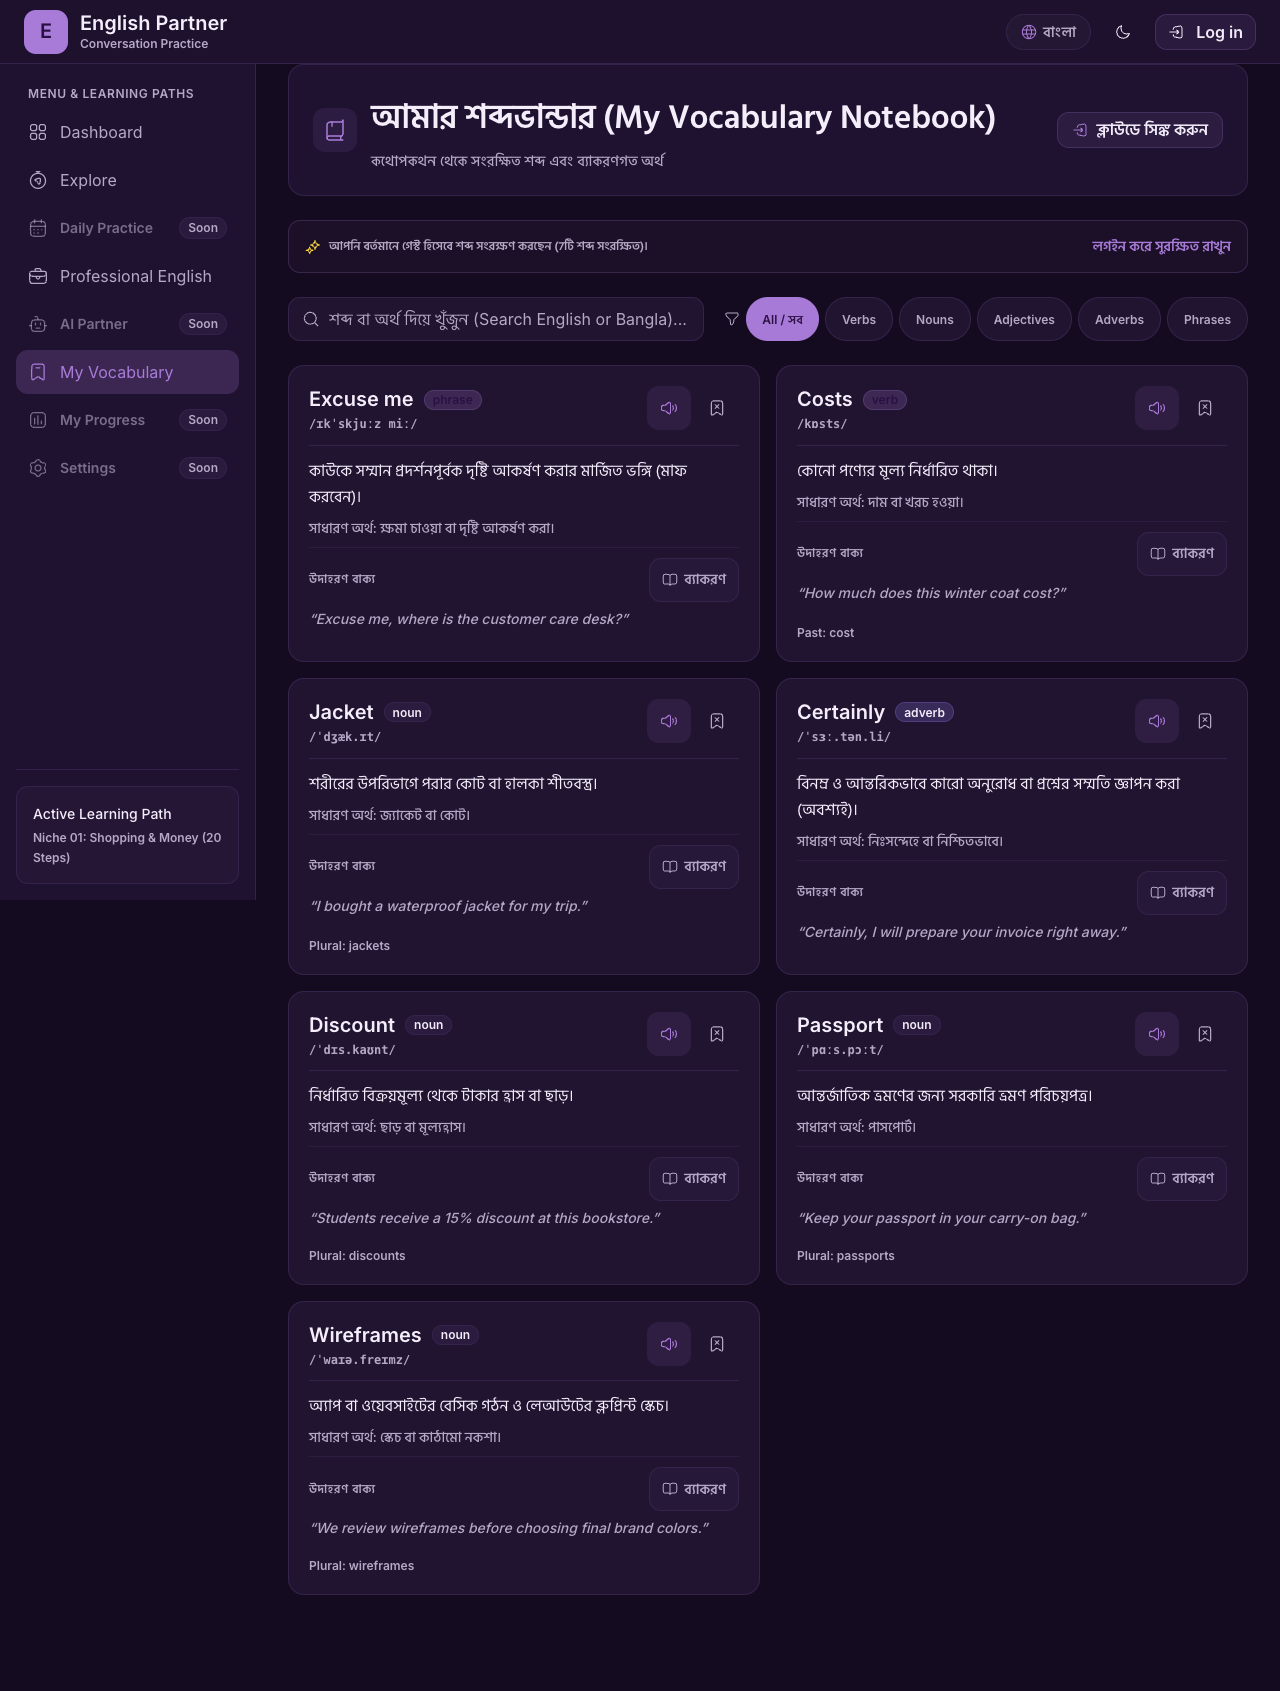 E
English Partner
Conversation Practice
বাংলা
Log in
MENU & LEARNING PATHS
Dashboard
Explore
Daily Practice Soon
Professional English
AI Partner Soon
My Vocabulary
My Progress Soon
Settings Soon
Active Learning Path
Niche 01: Shopping & Money (20
Steps)
আমার শব্দভান্ডার (My Vocabulary Notebook)
কথোপকথন থেকে সংরক্ষিত শব্দ এবং ব্যাকরণগত অর্থ
ক্লাউডে সিঙ্ক করুন
আপনি বর্তমানে গেস্ট হিসেবে শব্দ সংরক্ষণ করছেন (7টি শব্দ সংরক্ষিত)।
লগইন করে সুরক্ষিত রাখুন
শব্দ বা অর্থ দিয়ে খুঁজুন (Search English or Bangla)...
All / সব
Verbs
Nouns
Adjectives
Adverbs
Phrases
Excuse me phrase
/ɪkˈskjuːz miː/
কাউকে সম্মান প্রদর্শনপূর্বক দৃষ্টি আকর্ষণ করার মার্জিত ভঙ্গি (মাফ
করবেন)।
সাধারণ অর্থ: ক্ষমা চাওয়া বা দৃষ্টি আকর্ষণ করা।
উদাহরণ বাক্য
ব্যাকরণ
“Excuse me, where is the customer care desk?”
Costs verb
/kɒsts/
কোনো পণ্যের মূল্য নির্ধারিত থাকা।
সাধারণ অর্থ: দাম বা খরচ হওয়া।
উদাহরণ বাক্য
ব্যাকরণ
“How much does this winter coat cost?”
Past: cost
Jacket noun
/ˈdʒæk.ɪt/
শরীরের উপরিভাগে পরার কোট বা হালকা শীতবস্ত্র।
সাধারণ অর্থ: জ্যাকেট বা কোট।
উদাহরণ বাক্য
ব্যাকরণ
“I bought a waterproof jacket for my trip.”
Plural: jackets
Certainly adverb
/ˈsɜː.tən.li/
বিনম্র ও আন্তরিকভাবে কারো অনুরোধ বা প্রশ্নের সম্মতি জ্ঞাপন করা
(অবশ্যই)।
সাধারণ অর্থ: নিঃসন্দেহে বা নিশ্চিতভাবে।
উদাহরণ বাক্য
ব্যাকরণ
“Certainly, I will prepare your invoice right away.”
Discount noun
/ˈdɪs.kaʊnt/
নির্ধারিত বিক্রয়মূল্য থেকে টাকার হ্রাস বা ছাড়।
সাধারণ অর্থ: ছাড় বা মূল্যহ্রাস।
উদাহরণ বাক্য
ব্যাকরণ
“Students receive a 15% discount at this bookstore.”
Plural: discounts
Passport noun
/ˈpɑːs.pɔːt/
আন্তর্জাতিক ভ্রমণের জন্য সরকারি ভ্রমণ পরিচয়পত্র।
সাধারণ অর্থ: পাসপোর্ট।
উদাহরণ বাক্য
ব্যাকরণ
“Keep your passport in your carry-on bag.”
Plural: passports
Wireframes noun
/ˈwaɪə.freɪmz/
অ্যাপ বা ওয়েবসাইটের বেসিক গঠন ও লেআউটের ব্লুপ্রিন্ট স্কেচ।
সাধারণ অর্থ: স্কেচ বা কাঠামো নকশা।
উদাহরণ বাক্য
ব্যাকরণ
“We review wireframes before choosing final brand colors.”
Plural: wireframes